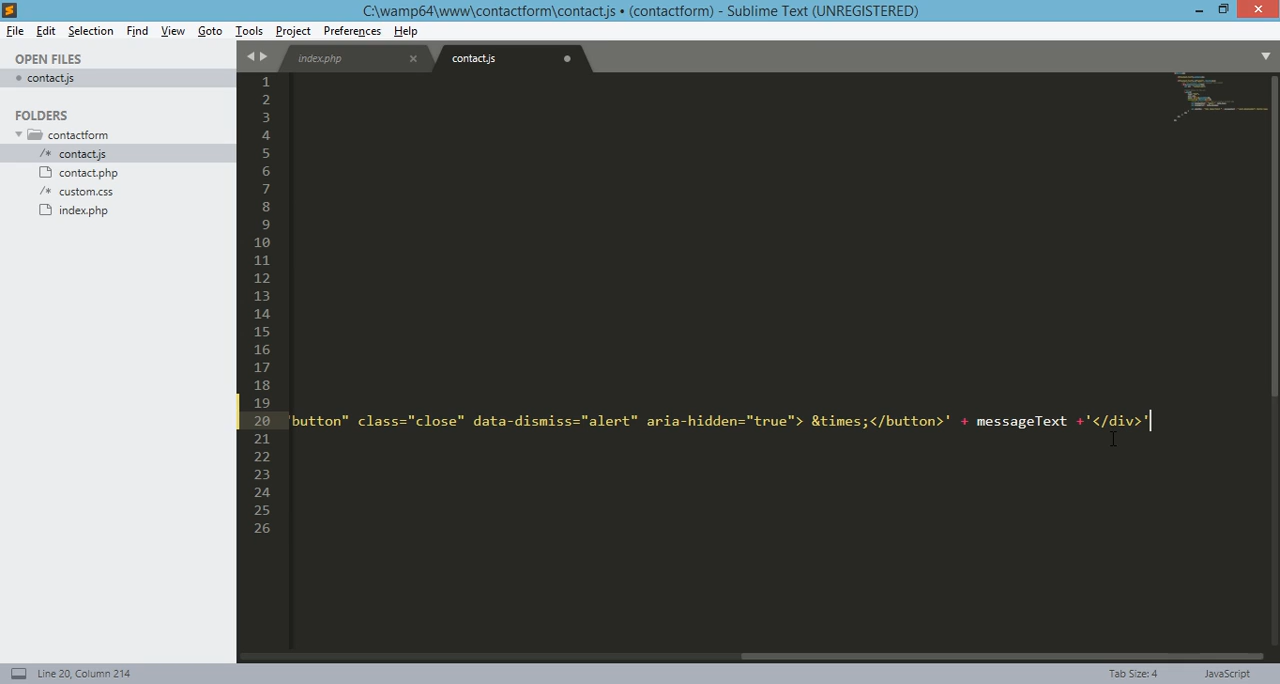 C:\wamp64\www\contactform\contact.js • (contactform) - Sublime Text (UNREGISTERED)
File Edit Selection Find View Goto Tools Project Preferences Help
OPEN FILES
contact.js
FOLDERS
contactform
/* contact.js
contact.php
/* custom.css
index.php
index.php
contact.js
1
2
3
4
5
6
7
8
9
10
11
12
13
14
15
16
17
18
19
20 "button" class="close" data-dismiss="alert" aria-hidden="true"> &times;</button>' + messageText +'</div>'
21
22
23
24
25
26
Line 20, Column 214
Tab Size: 4
JavaScript